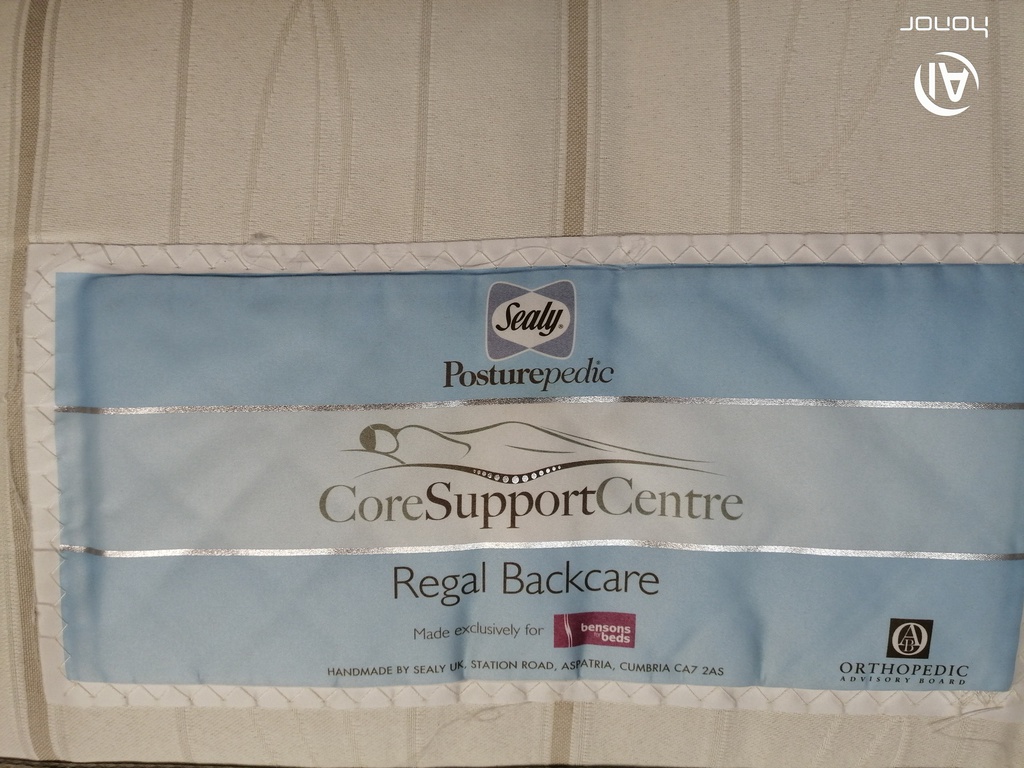 honor
AI
Sealy®
Posturepedic
CoreSupportCentre
Regal Backcare
Made exclusively for bensons for beds
HANDMADE BY SEALY UK, STATION ROAD, ASPATRIA, CUMBRIA CA7 2AS
AB
ORTHOPEDIC
ADVISORY BOARD